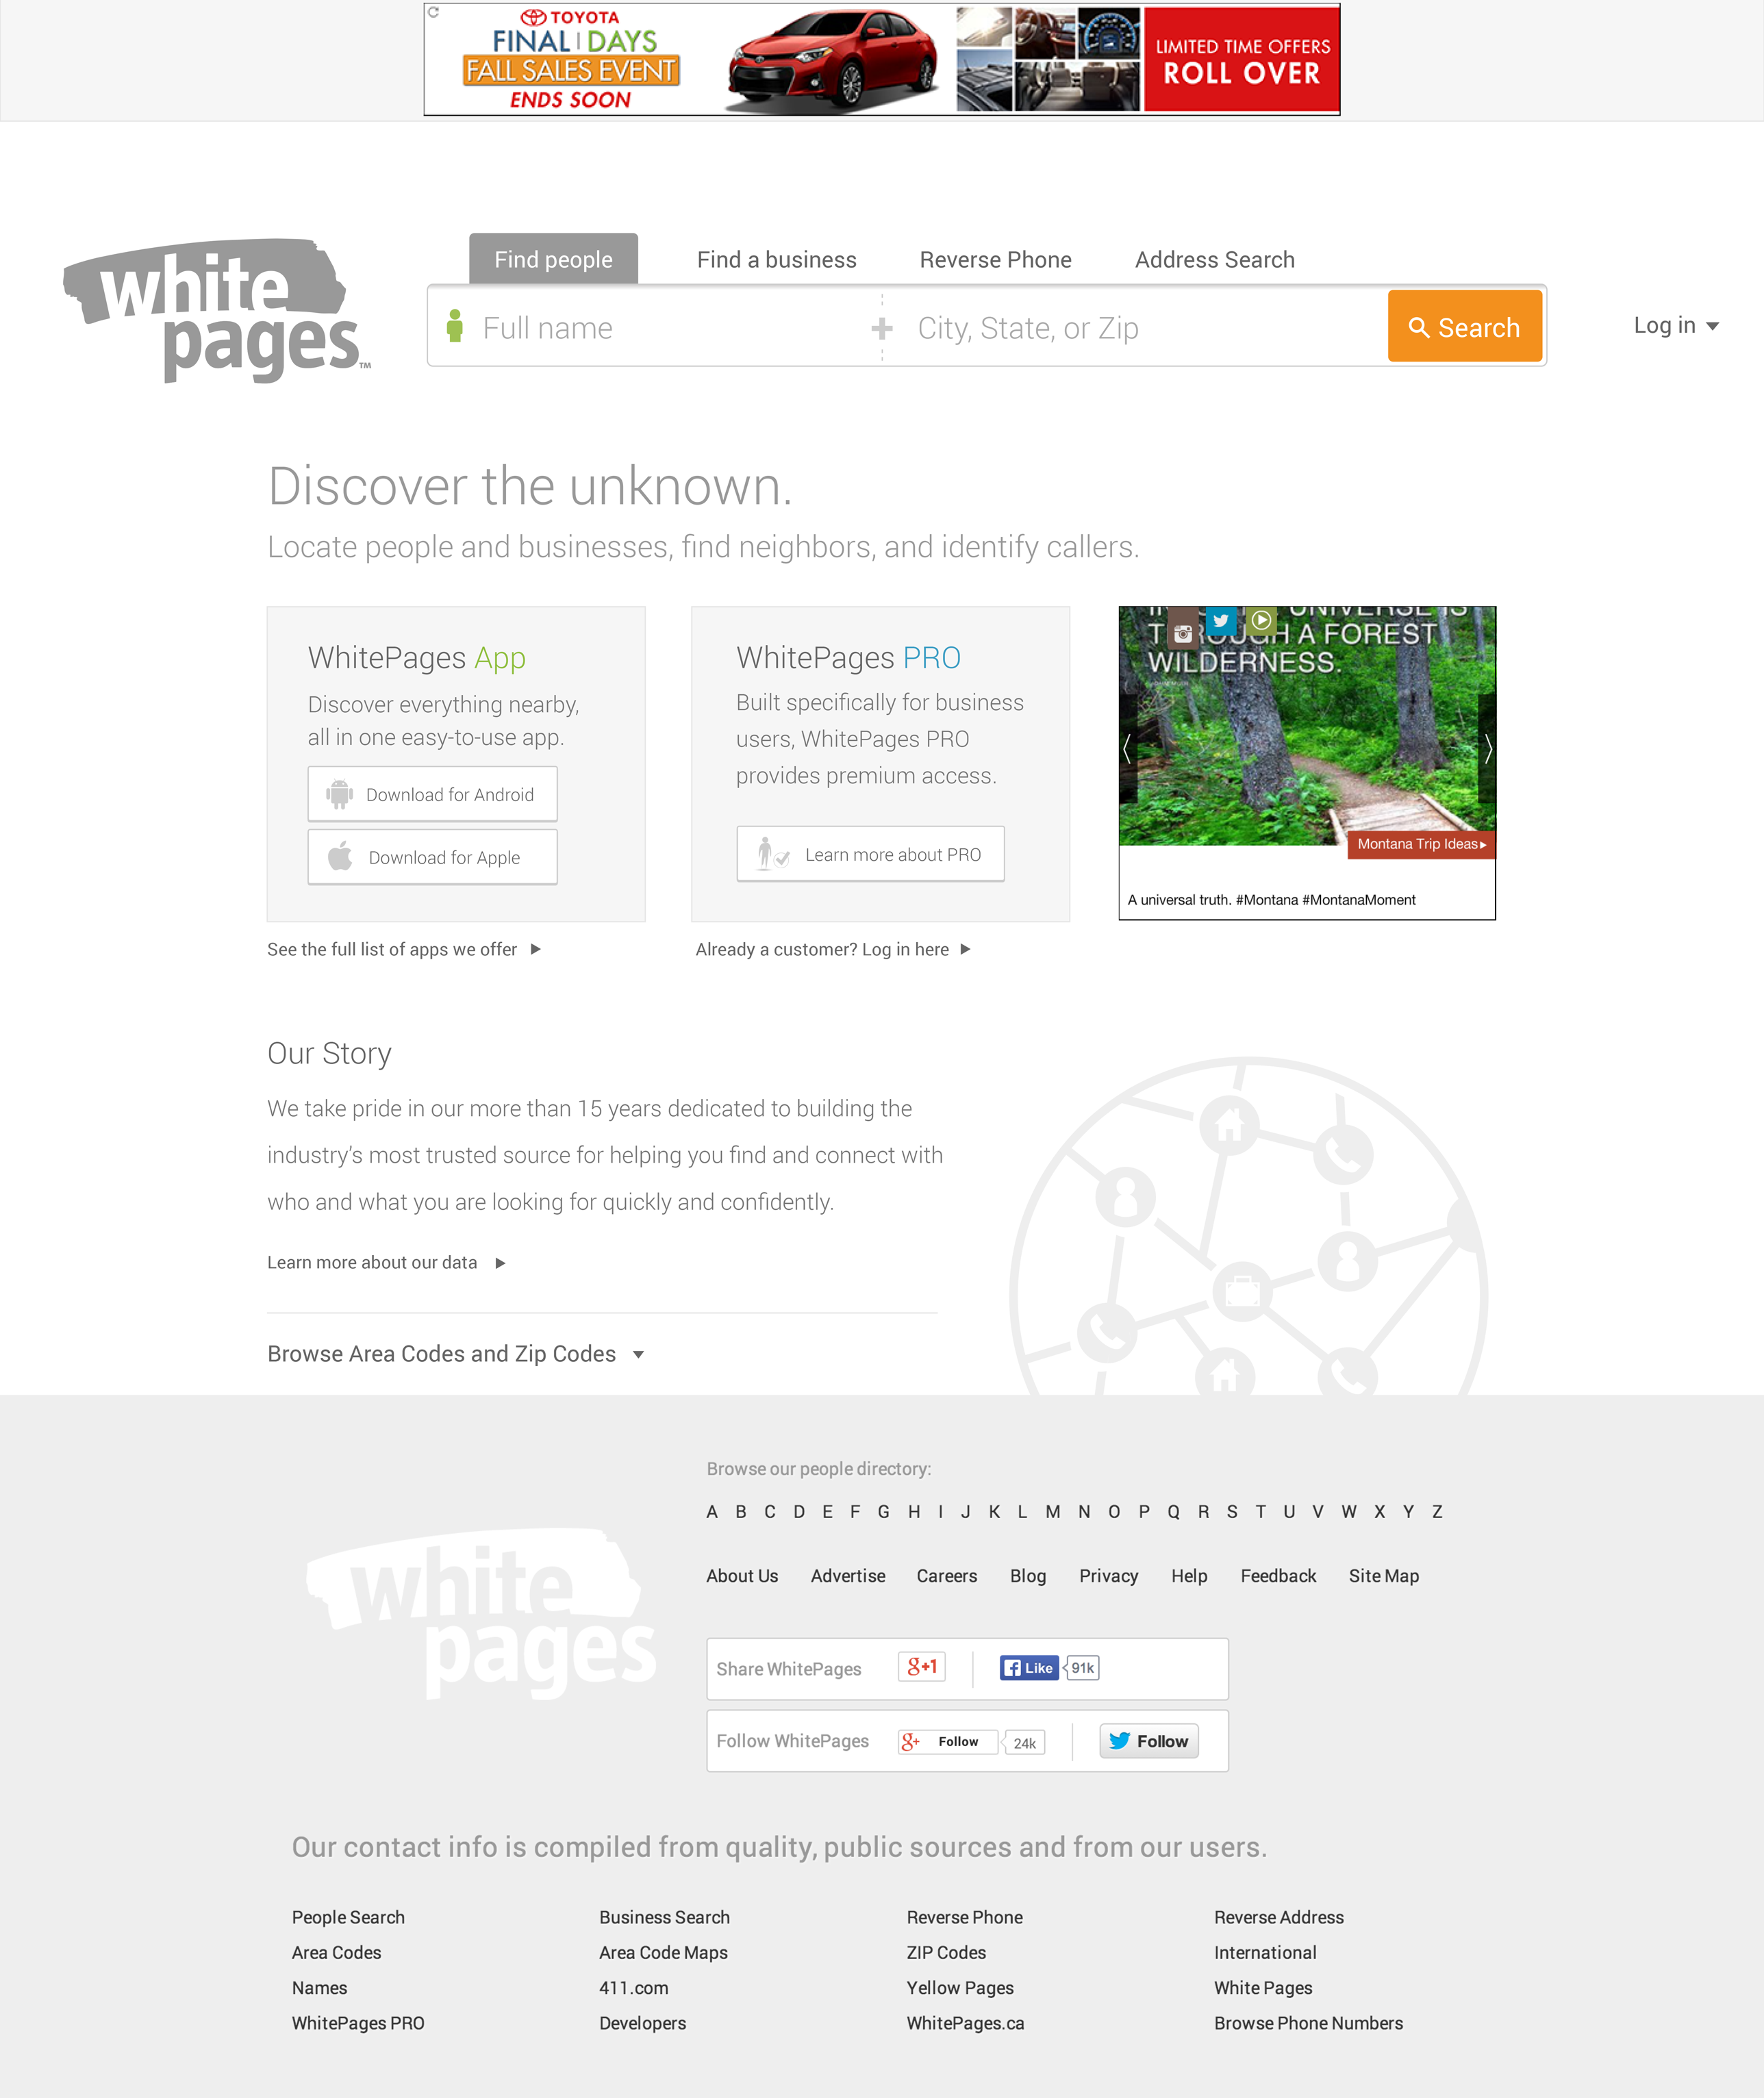 TOYOTA
FINAL | DAYS
FALL SALES EVENT
ENDS SOON
LIMITED TIME OFFERS
ROLL OVER
white
pages™
Find people
Find a business
Reverse Phone
Address Search
Full name
City, State, or Zip
Search
Log in
Discover the unknown.
Locate people and businesses, find neighbors, and identify callers.
WhitePages App
Discover everything nearby,
all in one easy-to-use app.
Download for Android
Download for Apple
See the full list of apps we offer
WhitePages PRO
Built specifically for business
users, WhitePages PRO
provides premium access.
Learn more about PRO
Already a customer? Log in here
UNIVERSE IS
THROUGH A FOREST
WILDERNESS.
Montana Trip Ideas
A universal truth. #Montana #MontanaMoment
Our Story
We take pride in our more than 15 years dedicated to building the
industry’s most trusted source for helping you find and connect with
who and what you are looking for quickly and confidently.
Learn more about our data
Browse Area Codes and Zip Codes
Browse our people directory:
A B C D E F G H I J K L M N O P Q R S T U V W X Y Z
About Us Advertise Careers Blog Privacy Help Feedback Site Map
white
pages
Share WhitePages g+1 Like 91k
Follow WhitePages g+ Follow 24k Follow
Our contact info is compiled from quality, public sources and from our users.
People Search Business Search Reverse Phone Reverse Address
Area Codes Area Code Maps ZIP Codes International
Names 411.com Yellow Pages White Pages
WhitePages PRO Developers WhitePages.ca Browse Phone Numbers